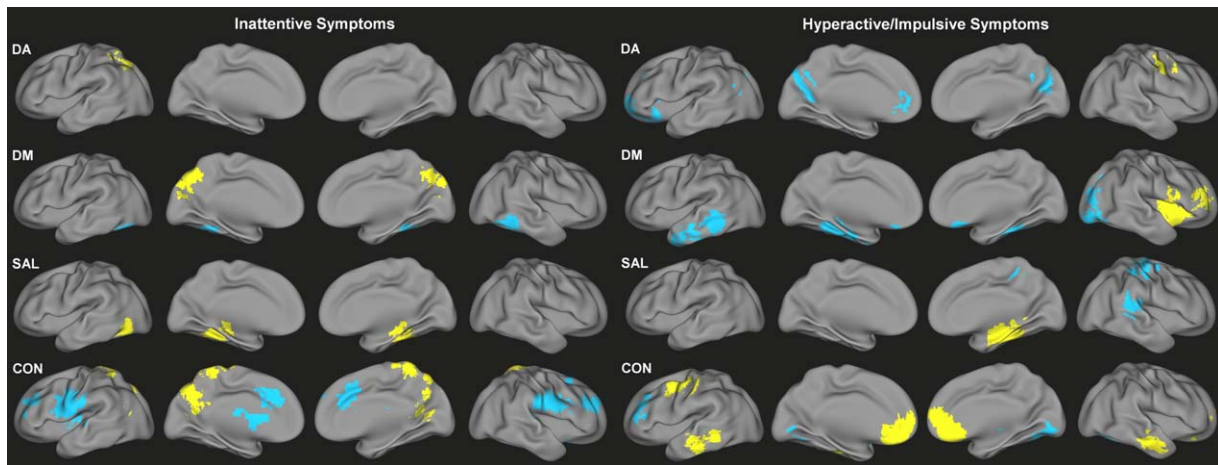 Inattentive Symptoms
Hyperactive/Impulsive Symptoms
DA
DA
DM
DM
SAL
SAL
CON
CON